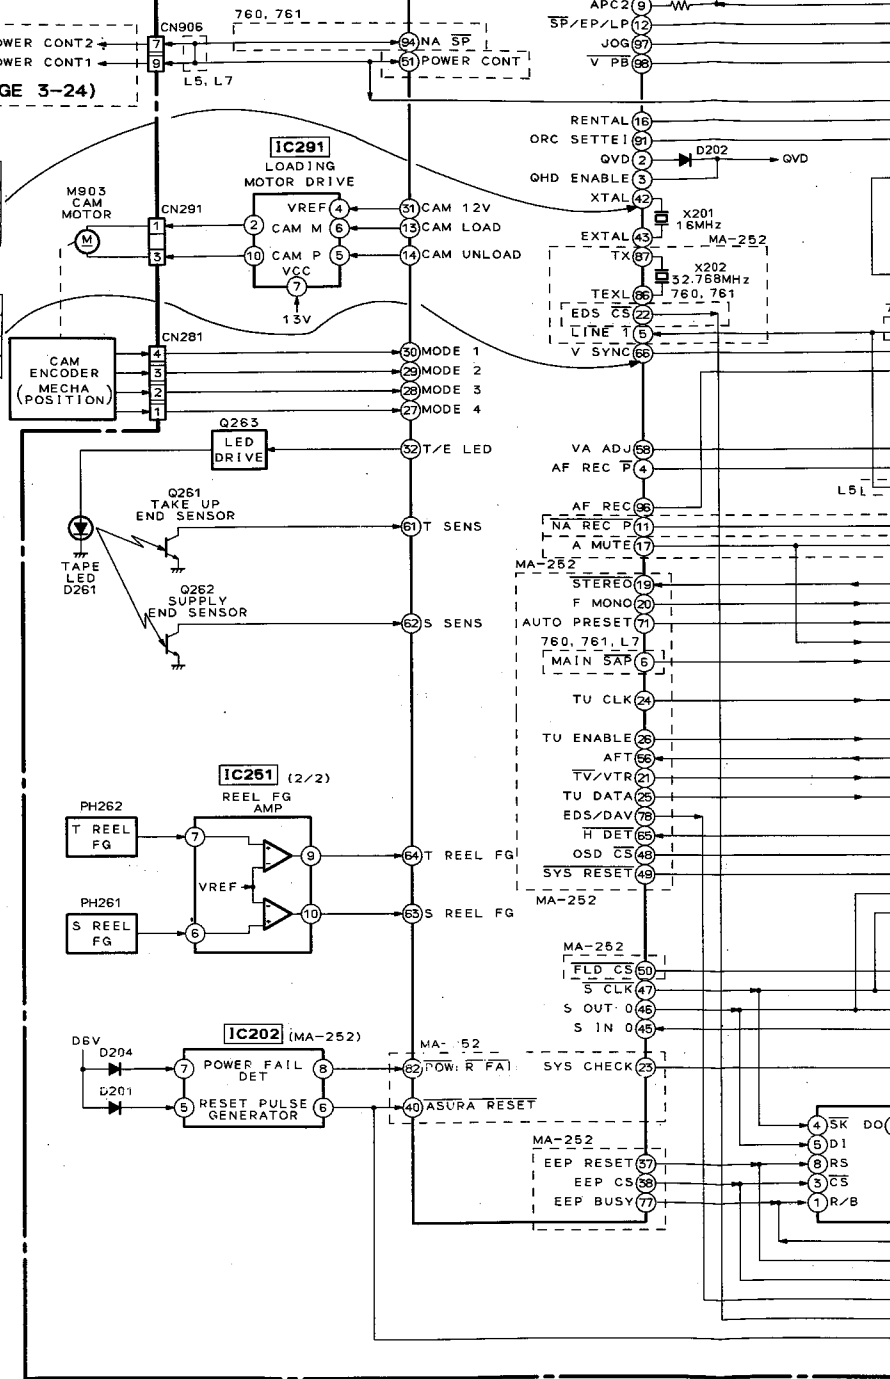 760, 761
CN906
OWER CONT2
7
94
NA SP
OWER CONT1
9
51
POWER CONT
L5, L7
GE 3-24)
APC2
9
SP/EP/LP
12
JOG
97
V PB
98
RENTAL
16
ORC SETTEI
91
QVD
2
D202
QVD
QHD ENABLE
3
XTAL
42
X201
16MHz
EXTAL
43
MA-252
TX
87
X202
32.768MHz
TEXL
86
760, 761
EDS CS
22
LINE 1
5
V SYNC
66
IC291
LOADING
MOTOR DRIVE
M903
CAM
MOTOR
M
CN291
1
3
2
10
VREF
4
31
CAM 12V
CAM M
6
13
CAM LOAD
CAM P
5
14
CAM UNLOAD
VCC
7
13V
CN281
CAM
ENCODER
(MECHA
POSITION)
4
30
MODE 1
3
29
MODE 2
2
28
MODE 3
1
27
MODE 4
Q263
LED
DRIVE
32
T/E LED
VA ADJ
58
AF REC P
4
L5L
Q261
TAKE UP
END SENSOR
61
T SENS
AF REC
96
NA REC P
11
A MUTE
17
TAPE
LED
D261
Q262
SUPPLY
END SENSOR
62
S SENS
MA-252
STEREO
19
F MONO
20
AUTO PRESET
71
760, 761, L7
MAIN SAP
6
TU CLK
24
TU ENABLE
26
AFT
56
TV/VTR
21
TU DATA
25
EDS/DAV
78
H DET
65
OSD CS
48
SYS RESET
49
MA-252
IC251 (2/2)
REEL FG
AMP
PH262
T REEL
FG
7
9
64
T REEL FG
VREF
PH261
S REEL
FG
6
10
63
S REEL FG
MA-252
FLD CS
50
S CLK
47
S OUT 0
46
S IN 0
45
IC202 (MA-252)
D6V
D204
7
POWER FAIL
DET
8
82
D201
5
RESET PULSE
GENERATOR
6
40
ASURA RESET
SYS CHECK
23
MA-252
EEP RESET
37
EEP CS
38
EEP BUSY
77
4
SK
DO
5
DI
8
RS
3
CS
1
R/B